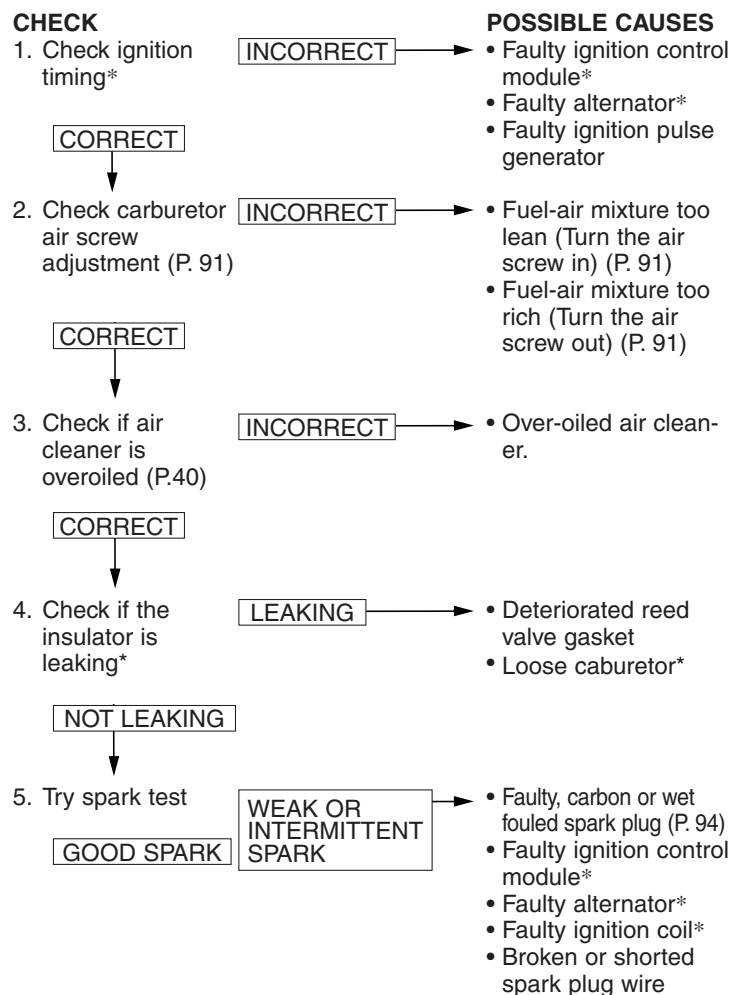 CHECK
POSSIBLE CAUSES
1. Check ignition
timing*
INCORRECT
• Faulty ignition control
module*
• Faulty alternator*
• Faulty ignition pulse
generator
CORRECT
2. Check carburetor
air screw
adjustment (P. 91)
INCORRECT
• Fuel-air mixture too
lean (Turn the air
screw in) (P. 91)
• Fuel-air mixture too
rich (Turn the air
screw out) (P. 91)
CORRECT
3. Check if air
cleaner is
overoiled (P.40)
INCORRECT
• Over-oiled air clean-
er.
CORRECT
4. Check if the
insulator is
leaking*
LEAKING
• Deteriorated reed
valve gasket
• Loose caburetor*
NOT LEAKING
5. Try spark test
WEAK OR
INTERMITTENT
SPARK
GOOD SPARK
• Faulty, carbon or wet
fouled spark plug (P. 94)
• Faulty ignition control
module*
• Faulty alternator*
• Faulty ignition coil*
• Broken or shorted
spark plug wire